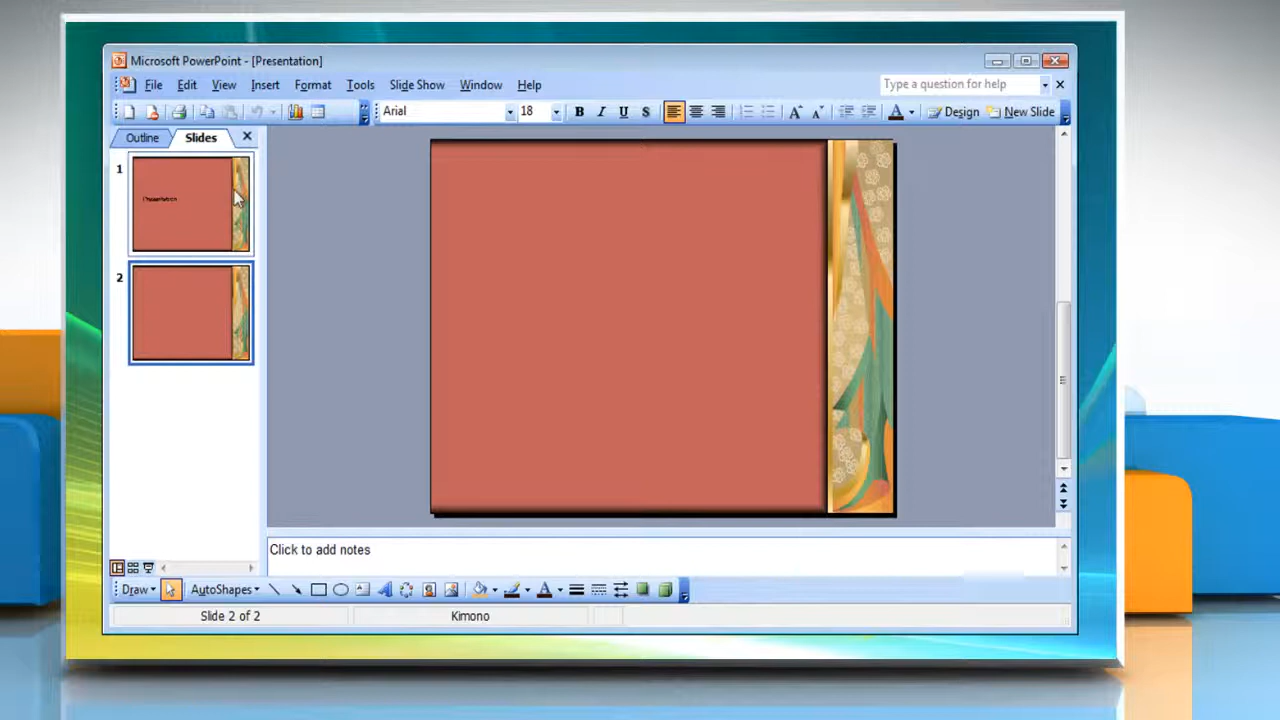 Microsoft PowerPoint - [Presentation]
File Edit View Insert Format Tools Slide Show Window Help Type a question for help
Arial 18 B I U S A A A Design New Slide
Outline Slides
1
Presentation
2
Click to add notes
Draw AutoShapes A A
Slide 2 of 2 Kimono